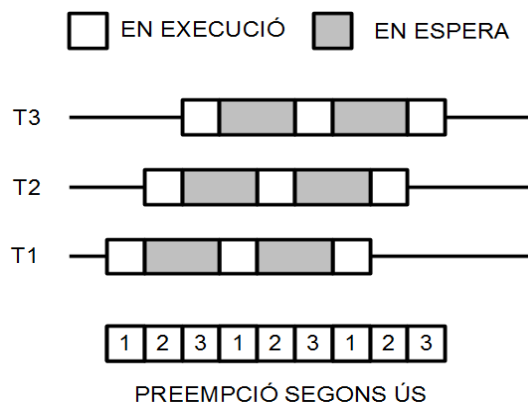 EN EXECUCIÓ EN ESPERA
T3
T2
T1
1 2 3 1 2 3 1 2 3
PREEMPCIÓ SEGONS ÚS